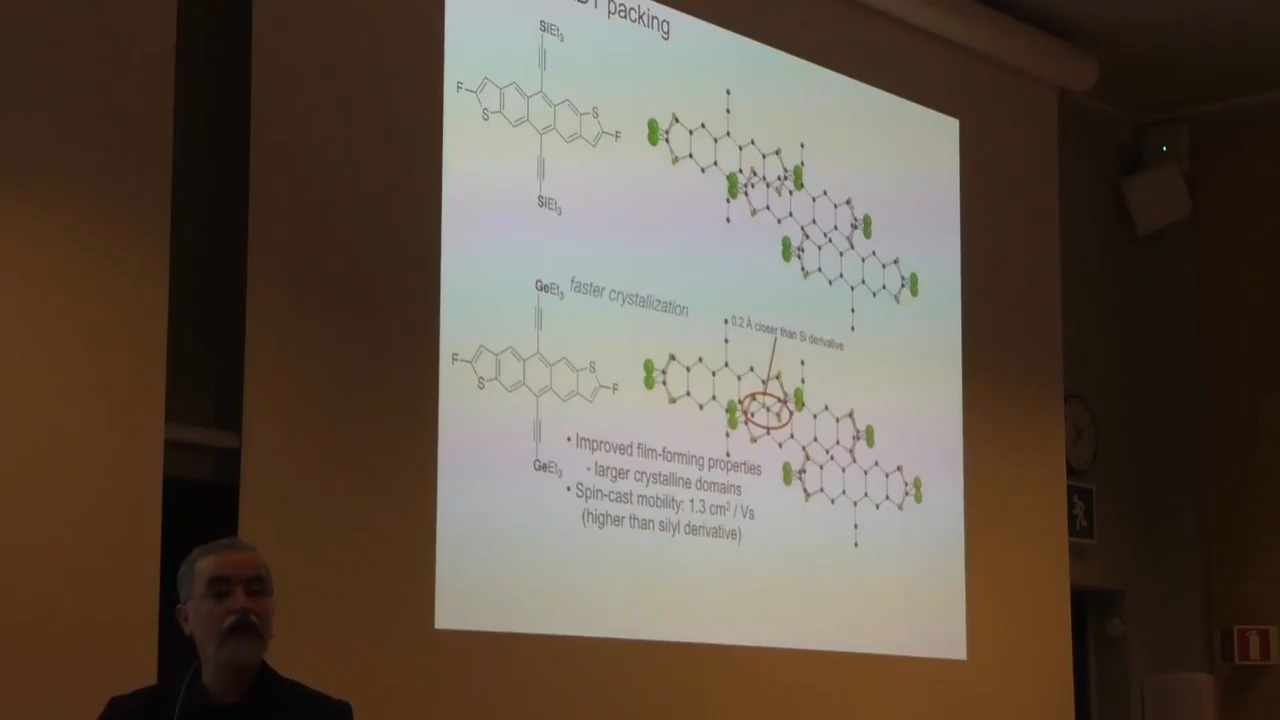 packing
SiEt3
F
S
S
F
SiEt3
GeEt3
faster crystallization
0.2 Å closer than Si derivative
F
S
S
F
GeEt3
• Improved film-forming properties
- larger crystalline domains
• Spin-cast mobility: 1.3 cm² / Vs
(higher than silyl derivative)